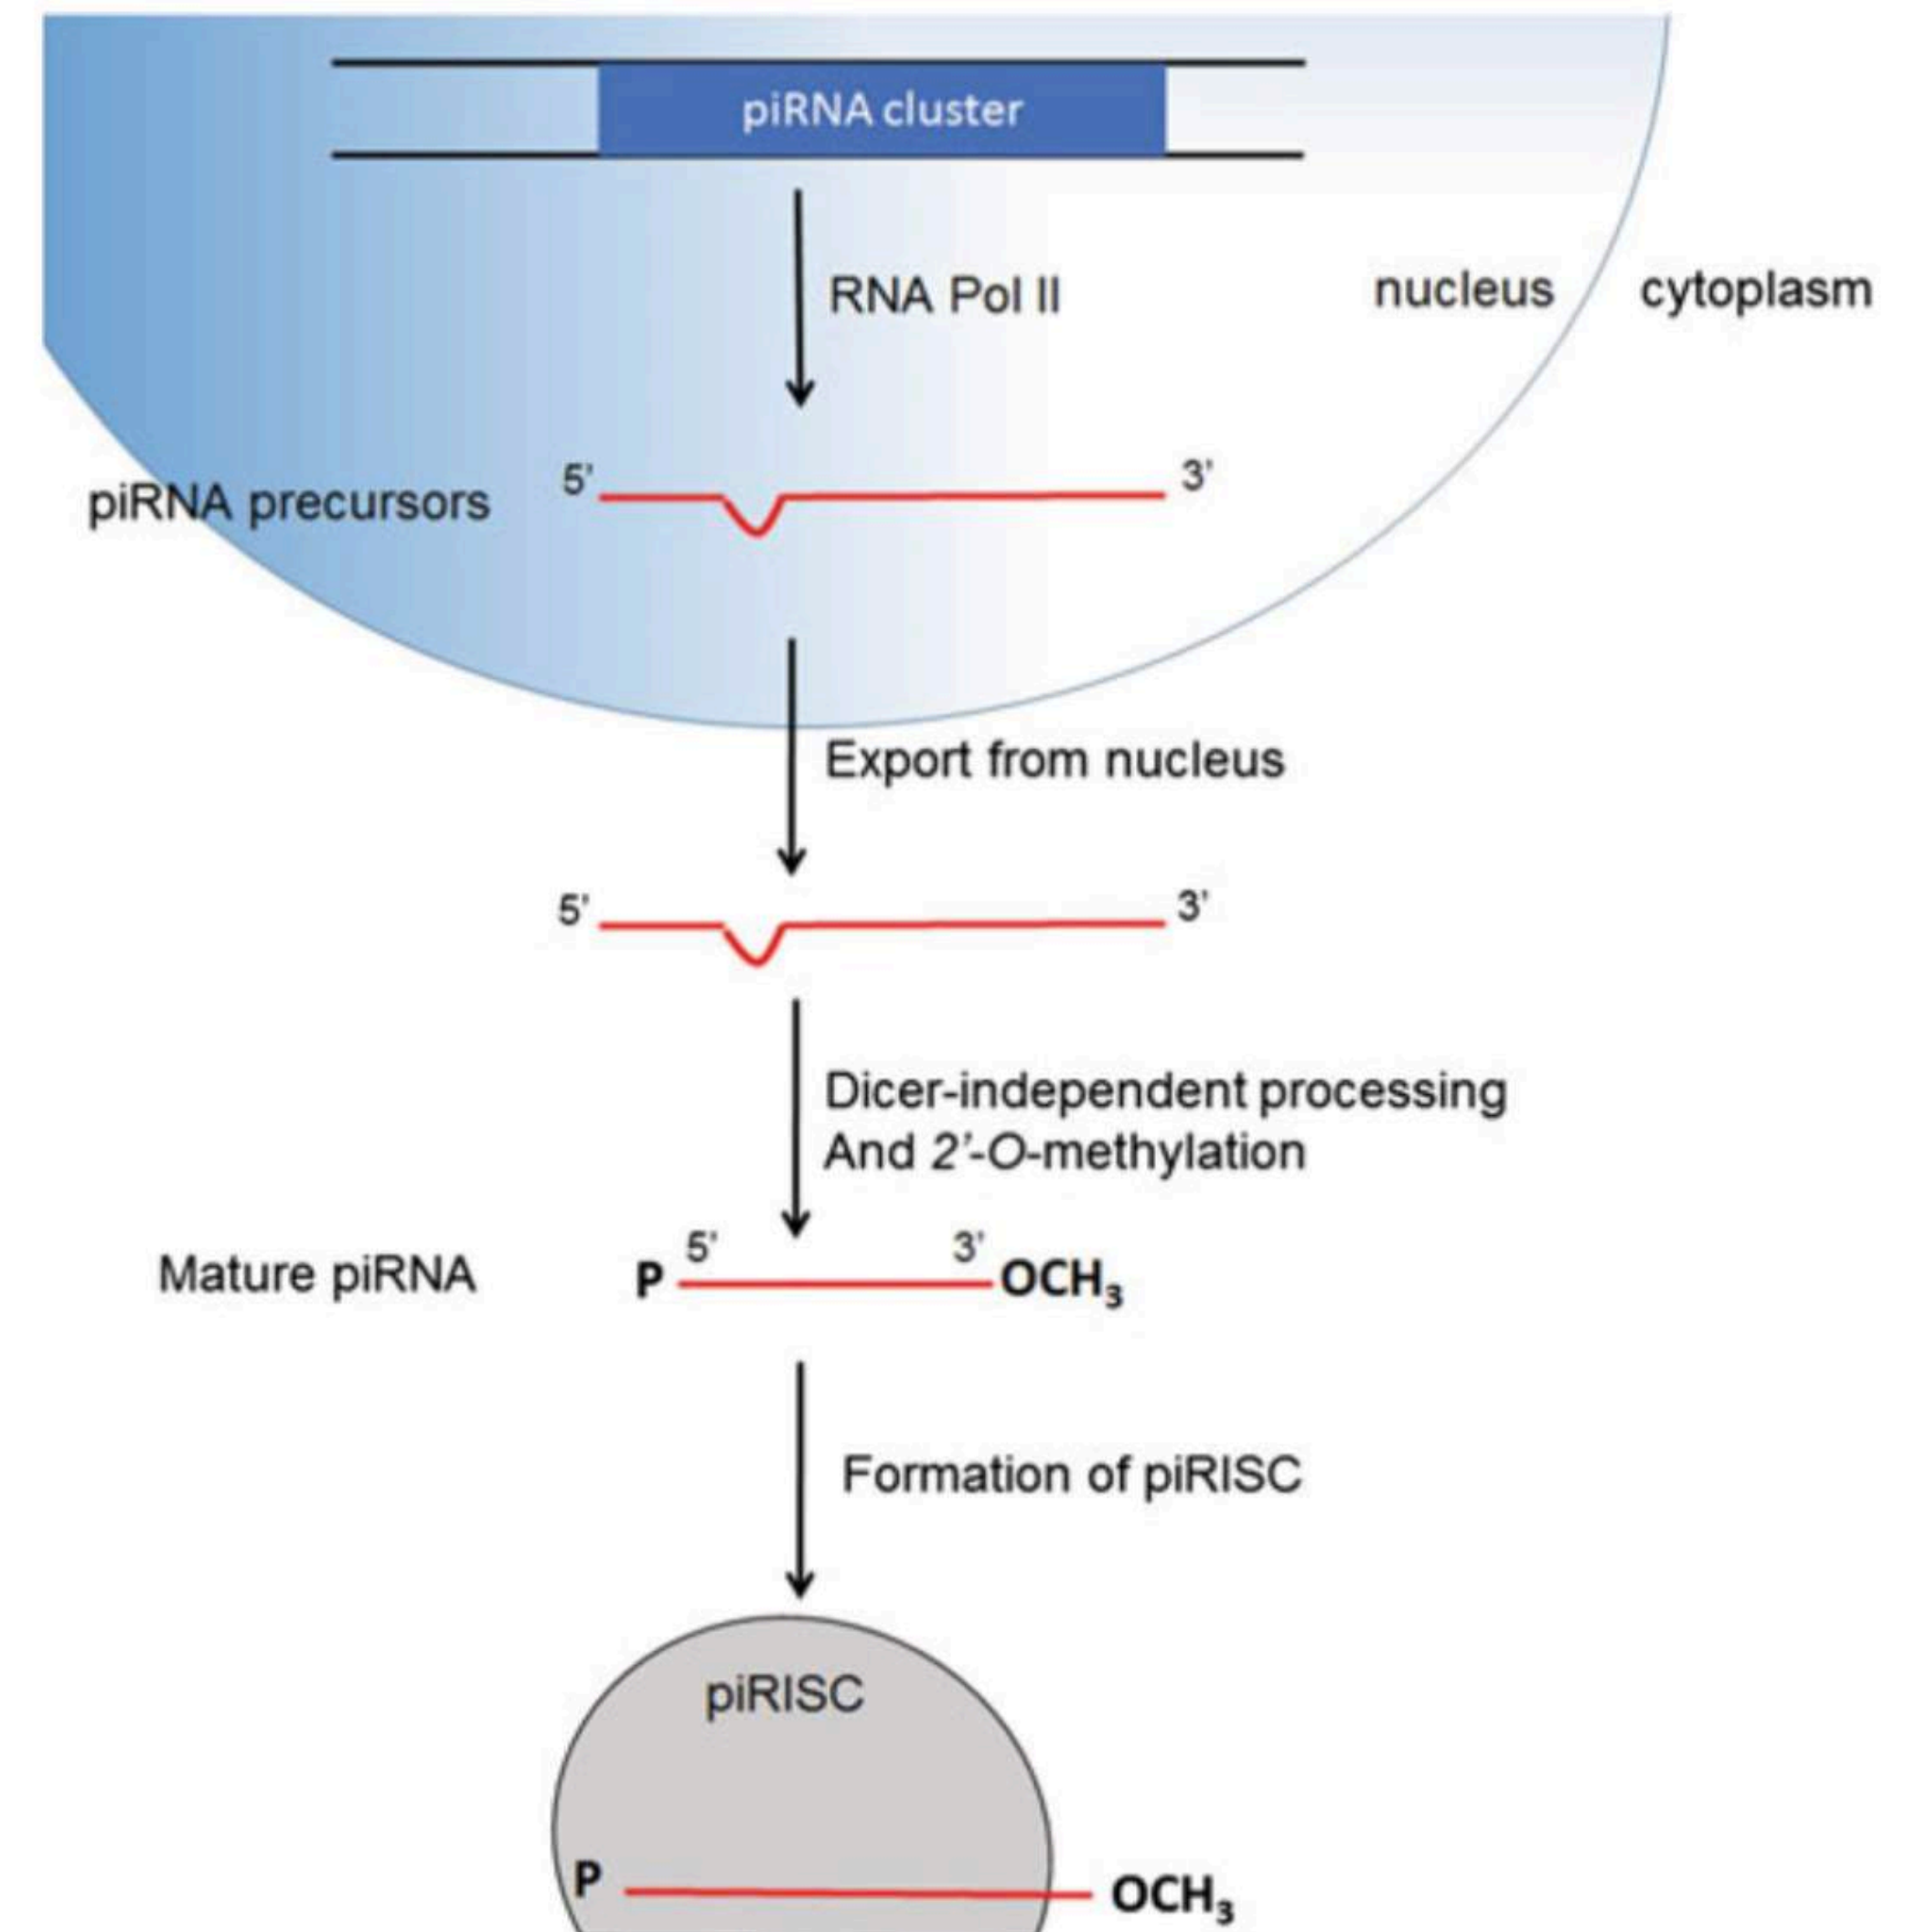 piRNA cluster
RNA Pol II
nucleus
cytoplasm
piRNA precursors
5'
3'
Export from nucleus
5'
3'
Dicer-independent processing
And 2'-O-methylation
Mature piRNA
P
5'
3'
OCH₃
Formation of piRISC
piRISC
P
OCH₃